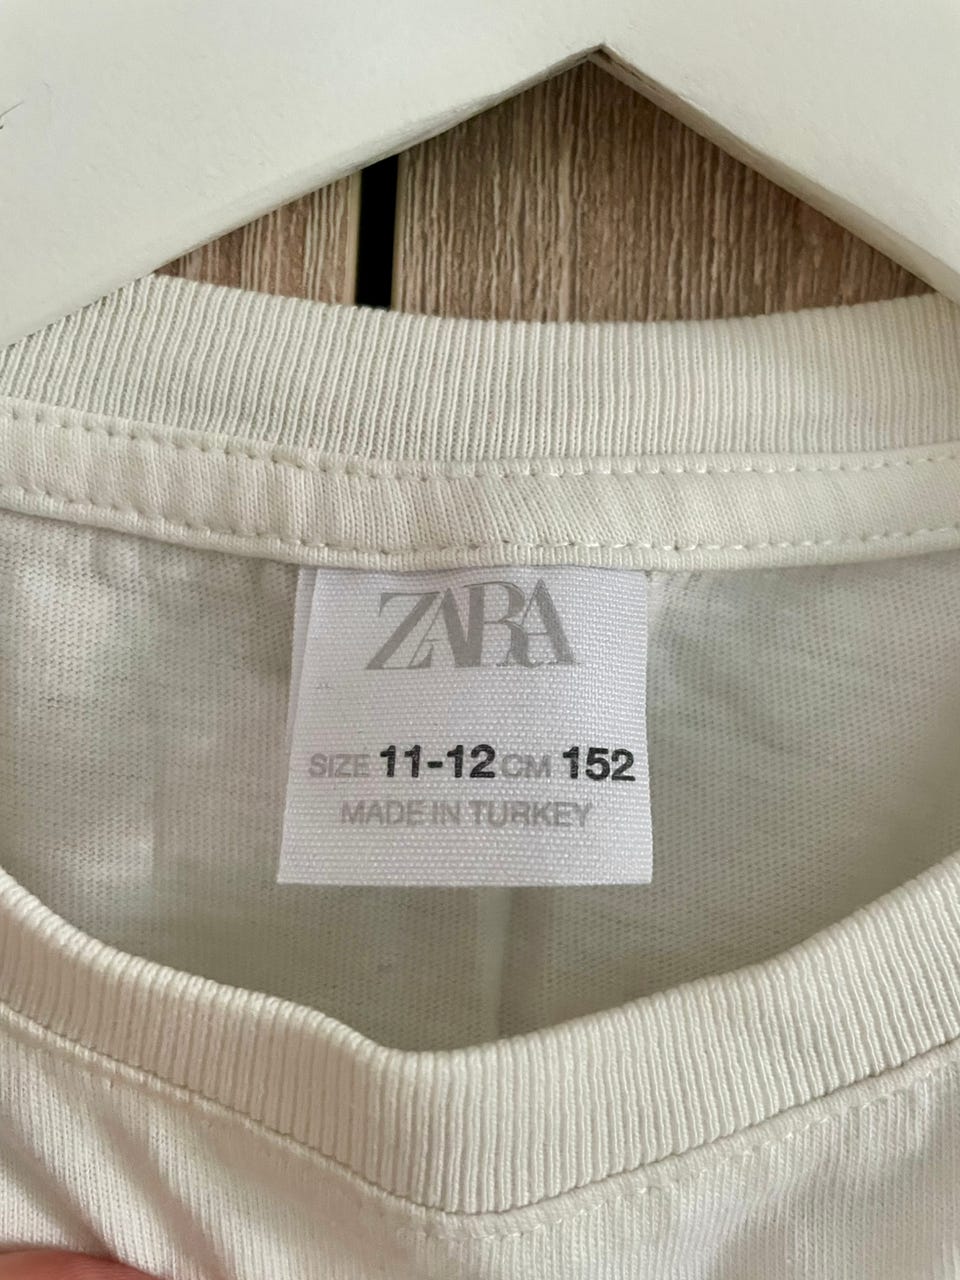 ZARA
SIZE 11-12 CM 152
MADE IN TURKEY